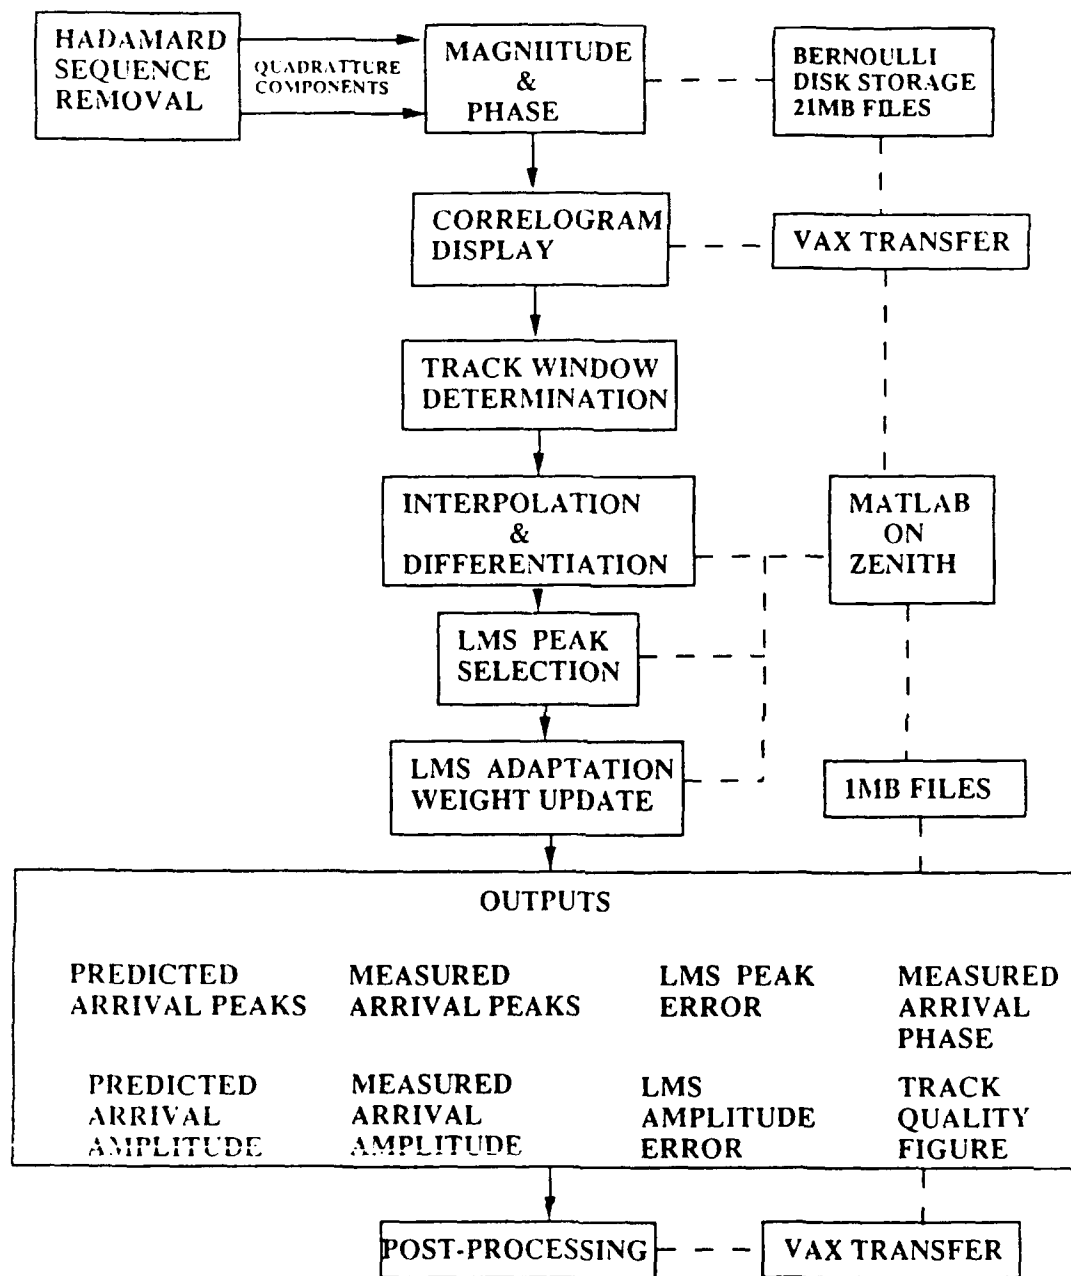 HADAMARD
SEQUENCE
REMOVAL
QUADRATTURE
COMPONENTS
MAGNIITUDE
&
PHASE
BERNOULLI
DISK STORAGE
21MB FILES
CORRELOGRAM
DISPLAY
VAX TRANSFER
TRACK WINDOW
DETERMINATION
INTERPOLATION
&
DIFFERENTIATION
MATLAB
ON
ZENITH
LMS PEAK
SELECTION
LMS ADAPTATION
WEIGHT UPDATE
1MB FILES
OUTPUTS
PREDICTED
ARRIVAL PEAKS
MEASURED
ARRIVAL PEAKS
LMS PEAK
ERROR
MEASURED
ARRIVAL
PHASE
PREDICTED
ARRIVAL
AMPLITUDE
MEASURED
ARRIVAL
AMPLITUDE
LMS
AMPLITUDE
ERROR
TRACK
QUALITY
FIGURE
POST-PROCESSING
VAX TRANSFER